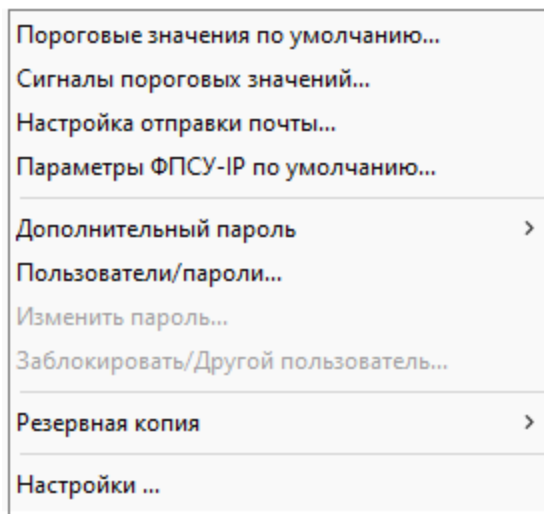 Пороговые значения по умолчанию...
Сигналы пороговых значений...
Настройка отправки почты...
Параметры ФПСУ-IP по умолчанию...
Дополнительный пароль
Пользователи/пароли...
Изменить пароль...
Заблокировать/Другой пользователь...
Резервная копия
Настройки ...